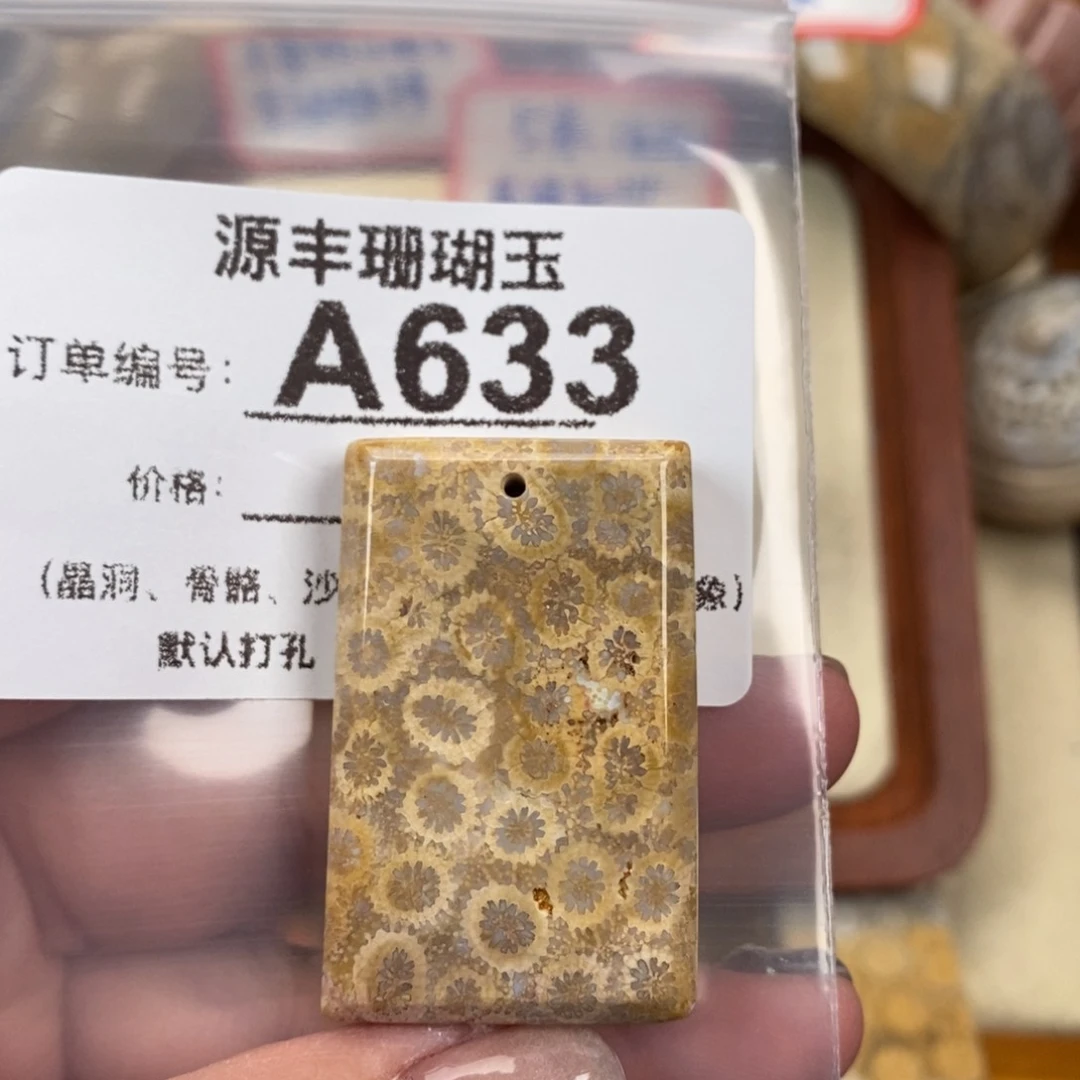 源丰珊瑚玉
订单编号: A633
价格:
(晶洞、骨骼、沙 象)
默认打孔